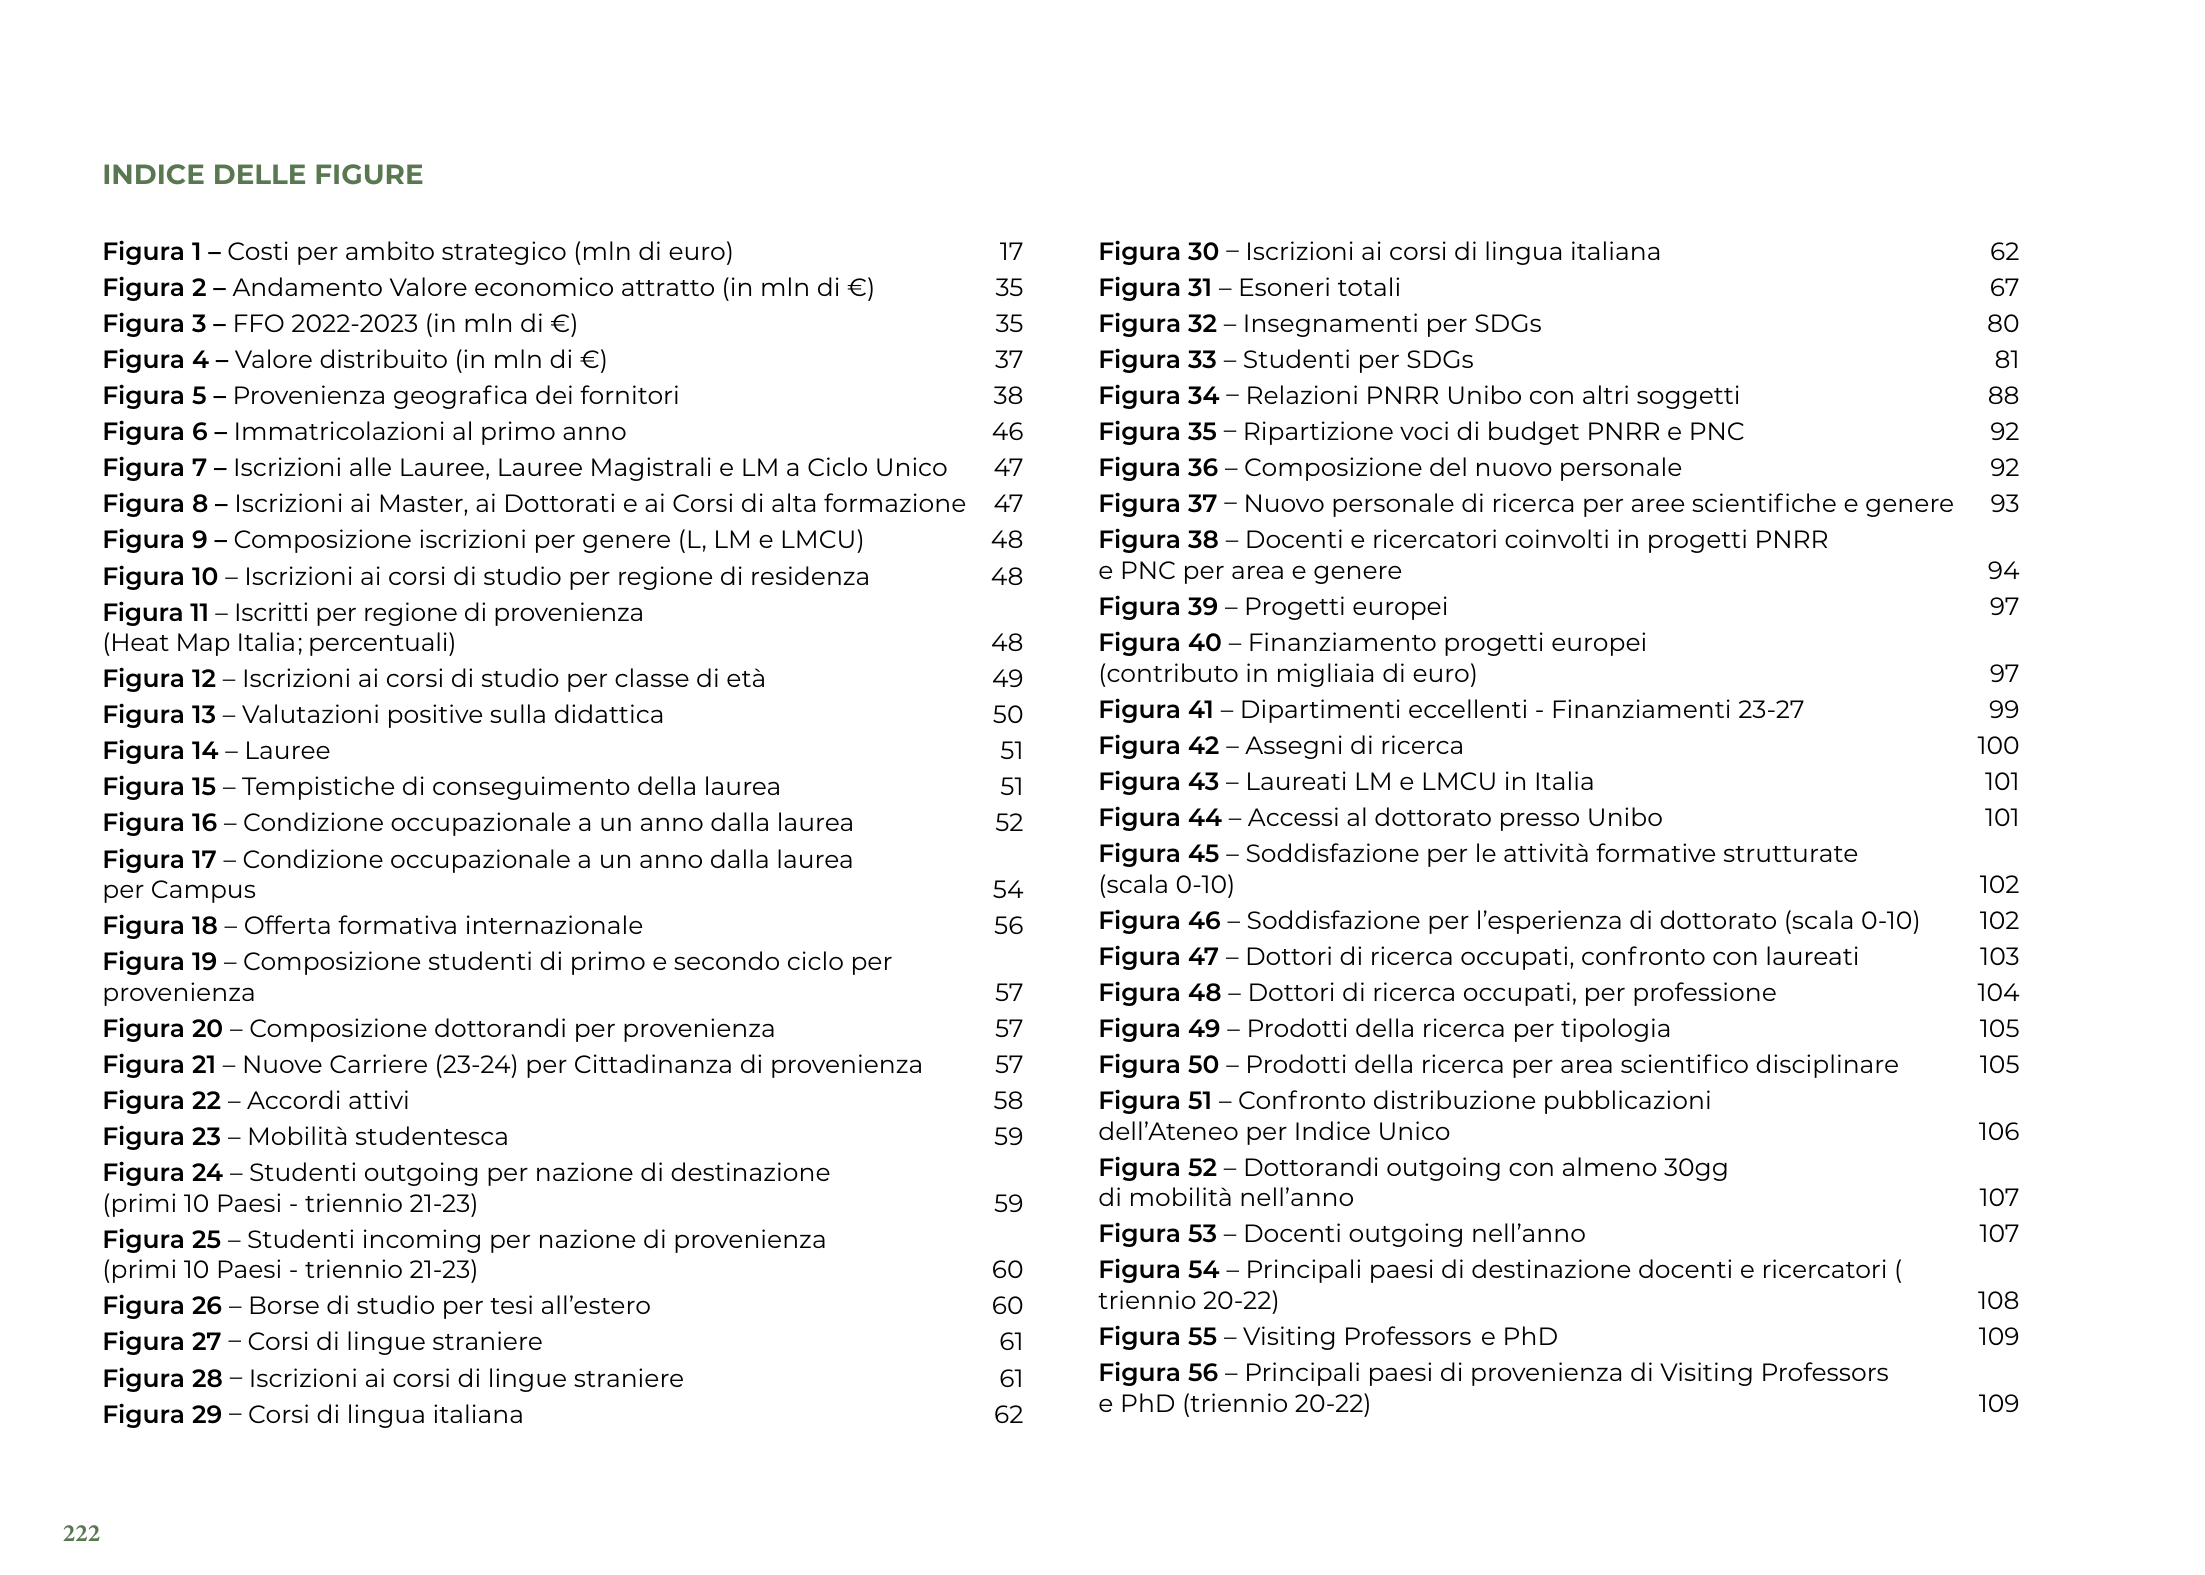 INDICE DELLE FIGURE
Figura 1 – Costi per ambito strategico (mln di euro) 17
Figura 2 – Andamento Valore economico attratto (in mln di €) 35
Figura 3 – FFO 2022-2023 (in mln di €) 35
Figura 4 – Valore distribuito (in mln di €) 37
Figura 5 – Provenienza geografica dei fornitori 38
Figura 6 – Immatricolazioni al primo anno 46
Figura 7 – Iscrizioni alle Lauree, Lauree Magistrali e LM a Ciclo Unico 47
Figura 8 – Iscrizioni ai Master, ai Dottorati e ai Corsi di alta formazione 47
Figura 9 – Composizione iscrizioni per genere (L, LM e LMCU) 48
Figura 10 – Iscrizioni ai corsi di studio per regione di residenza 48
Figura 11 – Iscritti per regione di provenienza
(Heat Map Italia; percentuali) 48
Figura 12 – Iscrizioni ai corsi di studio per classe di età 49
Figura 13 – Valutazioni positive sulla didattica 50
Figura 14 – Lauree 51
Figura 15 – Tempistiche di conseguimento della laurea 51
Figura 16 – Condizione occupazionale a un anno dalla laurea 52
Figura 17 – Condizione occupazionale a un anno dalla laurea
per Campus 54
Figura 18 – Offerta formativa internazionale 56
Figura 19 – Composizione studenti di primo e secondo ciclo per
provenienza 57
Figura 20 – Composizione dottorandi per provenienza 57
Figura 21 – Nuove Carriere (23-24) per Cittadinanza di provenienza 57
Figura 22 – Accordi attivi 58
Figura 23 – Mobilità studentesca 59
Figura 24 – Studenti outgoing per nazione di destinazione
(primi 10 Paesi - triennio 21-23) 59
Figura 25 – Studenti incoming per nazione di provenienza
(primi 10 Paesi - triennio 21-23) 60
Figura 26 – Borse di studio per tesi all’estero 60
Figura 27 – Corsi di lingue straniere 61
Figura 28 – Iscrizioni ai corsi di lingue straniere 61
Figura 29 – Corsi di lingua italiana 62
Figura 30 – Iscrizioni ai corsi di lingua italiana 62
Figura 31 – Esoneri totali 67
Figura 32 – Insegnamenti per SDGs 80
Figura 33 – Studenti per SDGs 81
Figura 34 – Relazioni PNRR Unibo con altri soggetti 88
Figura 35 – Ripartizione voci di budget PNRR e PNC 92
Figura 36 – Composizione del nuovo personale 92
Figura 37 – Nuovo personale di ricerca per aree scientifiche e genere 93
Figura 38 – Docenti e ricercatori coinvolti in progetti PNRR
e PNC per area e genere 94
Figura 39 – Progetti europei 97
Figura 40 – Finanziamento progetti europei
(contributo in migliaia di euro) 97
Figura 41 – Dipartimenti eccellenti - Finanziamenti 23-27 99
Figura 42 – Assegni di ricerca 100
Figura 43 – Laureati LM e LMCU in Italia 101
Figura 44 – Accessi al dottorato presso Unibo 101
Figura 45 – Soddisfazione per le attività formative strutturate
(scala 0-10) 102
Figura 46 – Soddisfazione per l’esperienza di dottorato (scala 0-10) 102
Figura 47 – Dottori di ricerca occupati, confronto con laureati 103
Figura 48 – Dottori di ricerca occupati, per professione 104
Figura 49 – Prodotti della ricerca per tipologia 105
Figura 50 – Prodotti della ricerca per area scientifico disciplinare 105
Figura 51 – Confronto distribuzione pubblicazioni
dell’Ateneo per Indice Unico 106
Figura 52 – Dottorandi outgoing con almeno 30gg
di mobilità nell’anno 107
Figura 53 – Docenti outgoing nell’anno 107
Figura 54 – Principali paesi di destinazione docenti e ricercatori (
triennio 20-22) 108
Figura 55 – Visiting Professors e PhD 109
Figura 56 – Principali paesi di provenienza di Visiting Professors
e PhD (triennio 20-22) 109
222